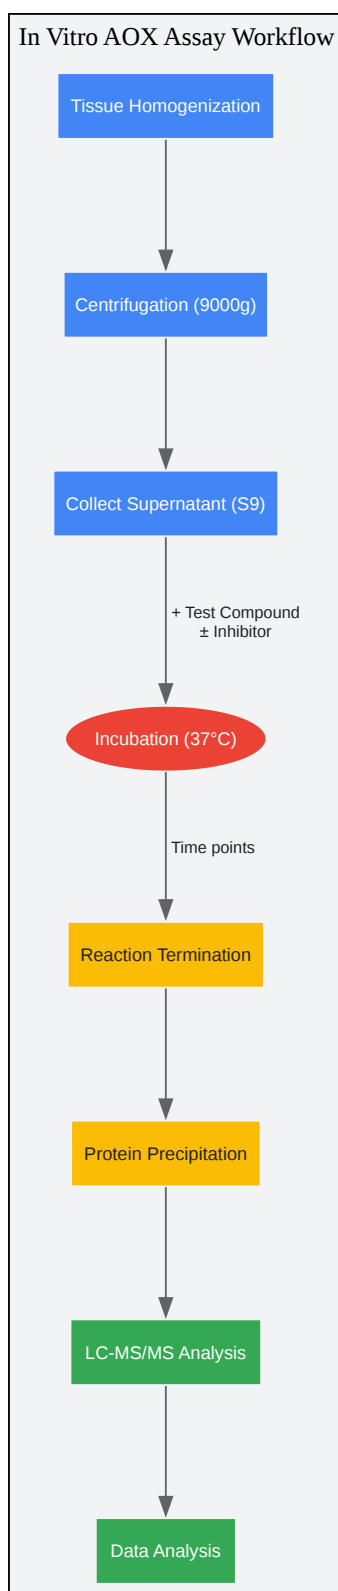 In Vitro AOX Assay Workflow
Tissue Homogenization
Centrifugation (9000g)
Collect Supernatant (S9)
+ Test Compound
± Inhibitor
Incubation (37°C)
Time points
Reaction Termination
Protein Precipitation
LC-MS/MS Analysis
Data Analysis